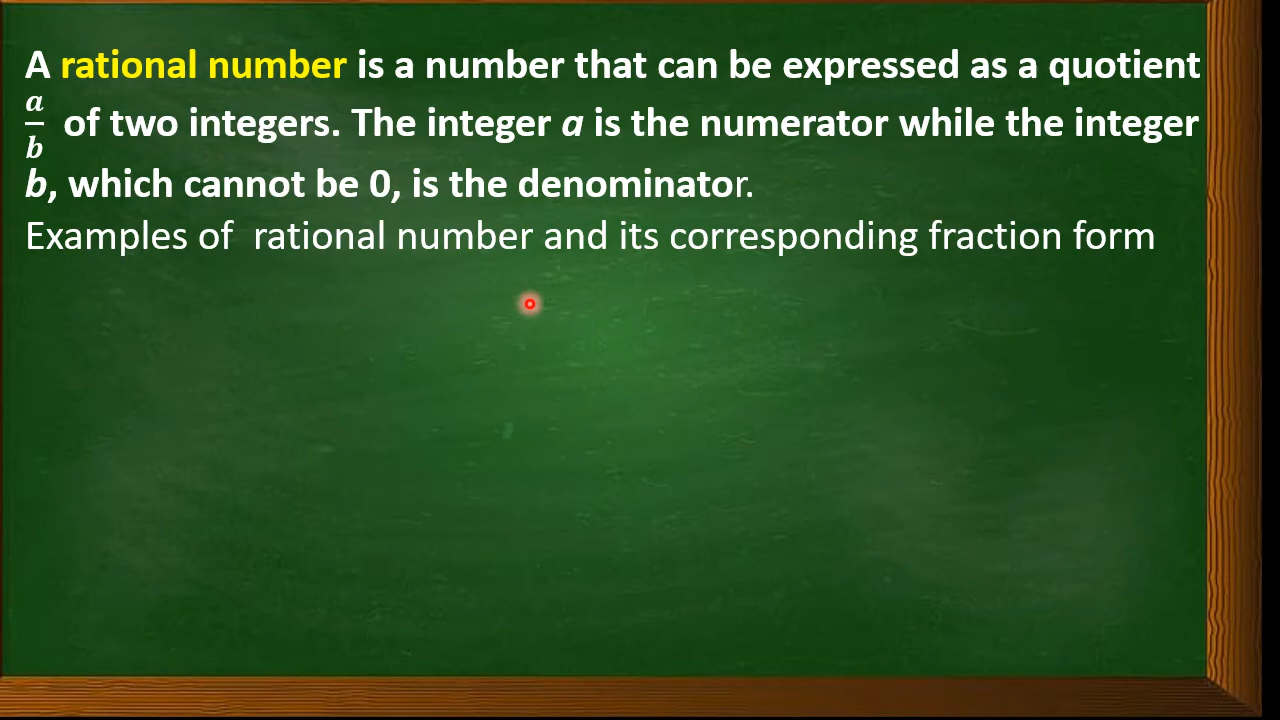 A rational number is a number that can be expressed as a quotient
a/b of two integers. The integer a is the numerator while the integer
b, which cannot be 0, is the denominator.
Examples of  rational number and its corresponding fraction form